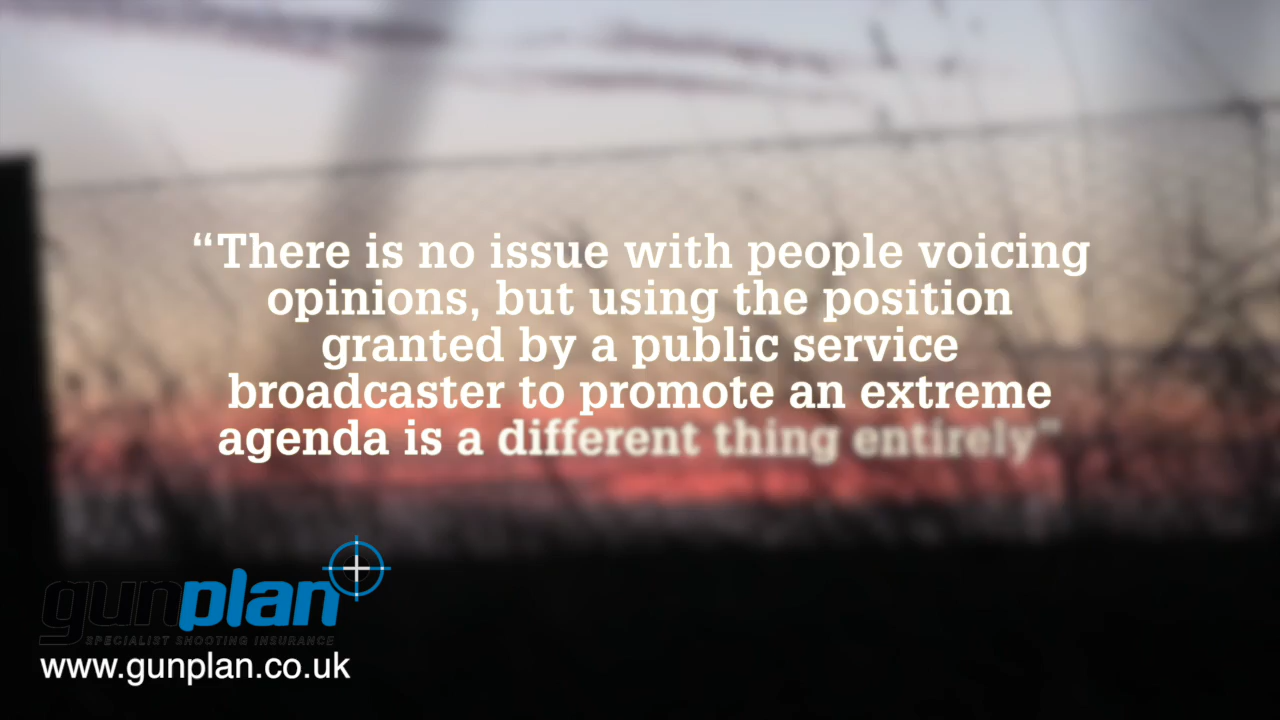 “There is no issue with people voicing
opinions, but using the position
granted by a public service
broadcaster to promote an extreme
agenda is a different thing entirely”
gunplan
SPECIALIST SHOOTING INSURANCE
www.gunplan.co.uk